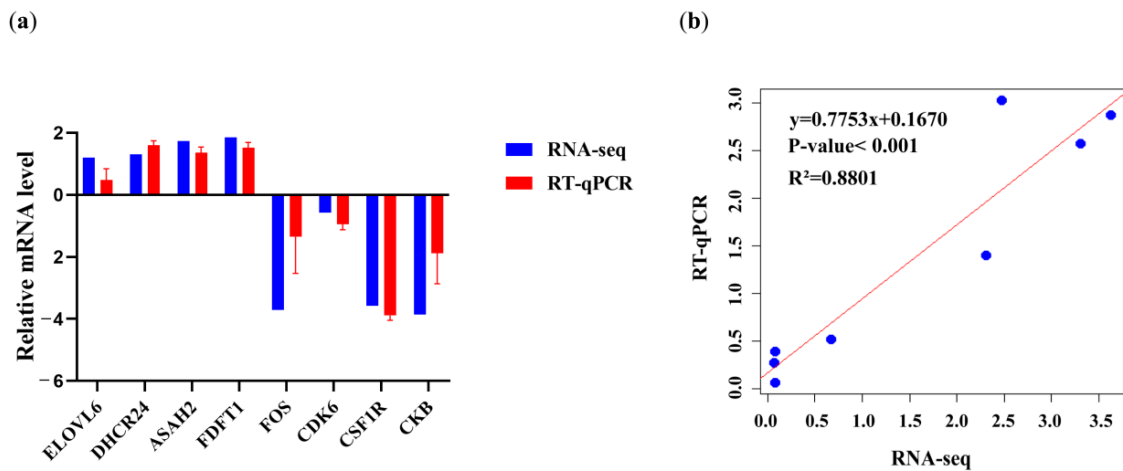 (a)
Relative mRNA level
2
0
2
−4
−6
ELOVL6
DHCR24
ASAH2
FDFT1
FOS
CDK6
CSF1R
CKB
RNA-seq
RT-qPCR
(b)
RT-qPCR
3.0
2.5
2.0
1.5
1.0
0.5
0.0
y=0.7753x+0.1670
P-value< 0.001
R²=0.8801
0.0 0.5 1.0 1.5 2.0 2.5 3.0 3.5
RNA-seq